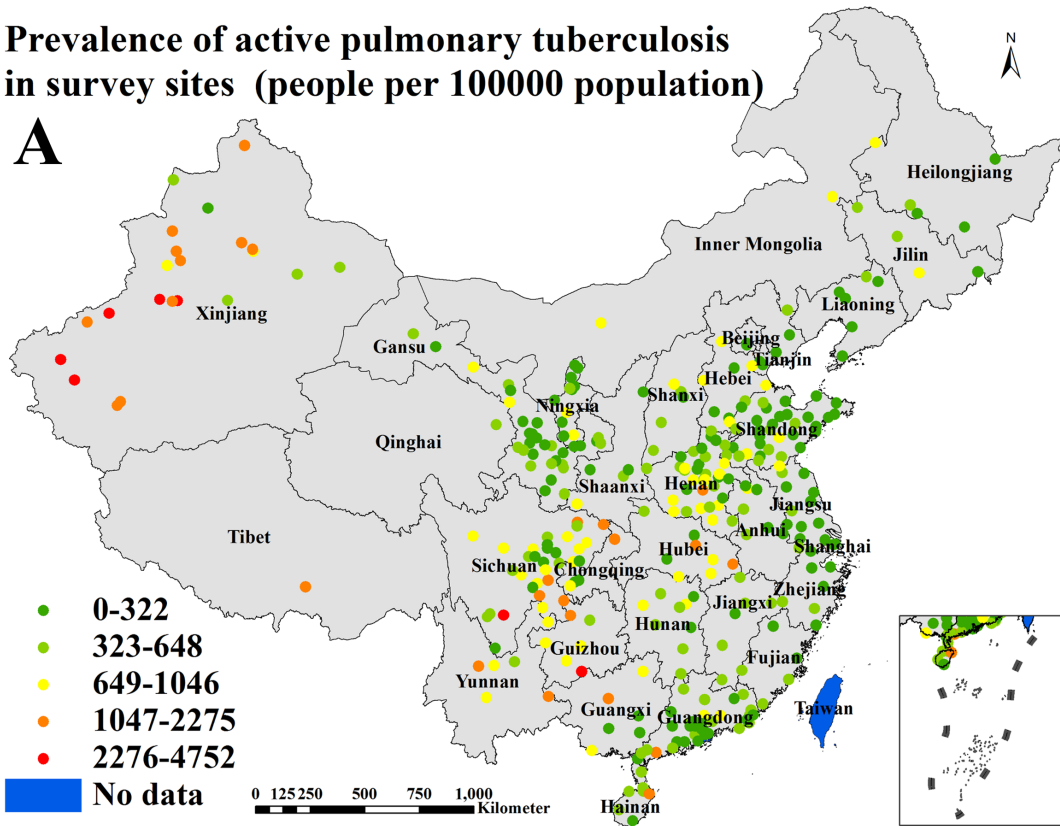 Prevalence of active pulmonary tuberculosis
in survey sites (people per 100000 population)
N
A
Heilongjiang
Inner Mongolia
Jilin
Liaoning
Xinjiang
Beijing
Gansu
Tianjin
Hebei
Shanxi
Ningxia
Shandong
Qinghai
Shaanxi
Henan
Jiangsu
Anhui
Tibet
Shanghai
Hubei
Sichuan
Chongqing
Zhejiang
Jiangxi
Hunan
Guizhou
Fujian
Yunnan
Guangxi
Guangdong
Taiwan
Hainan
0-322
323-648
649-1046
1047-2275
2276-4752
No data
0 125 250 500 750 1,000
Kilometer